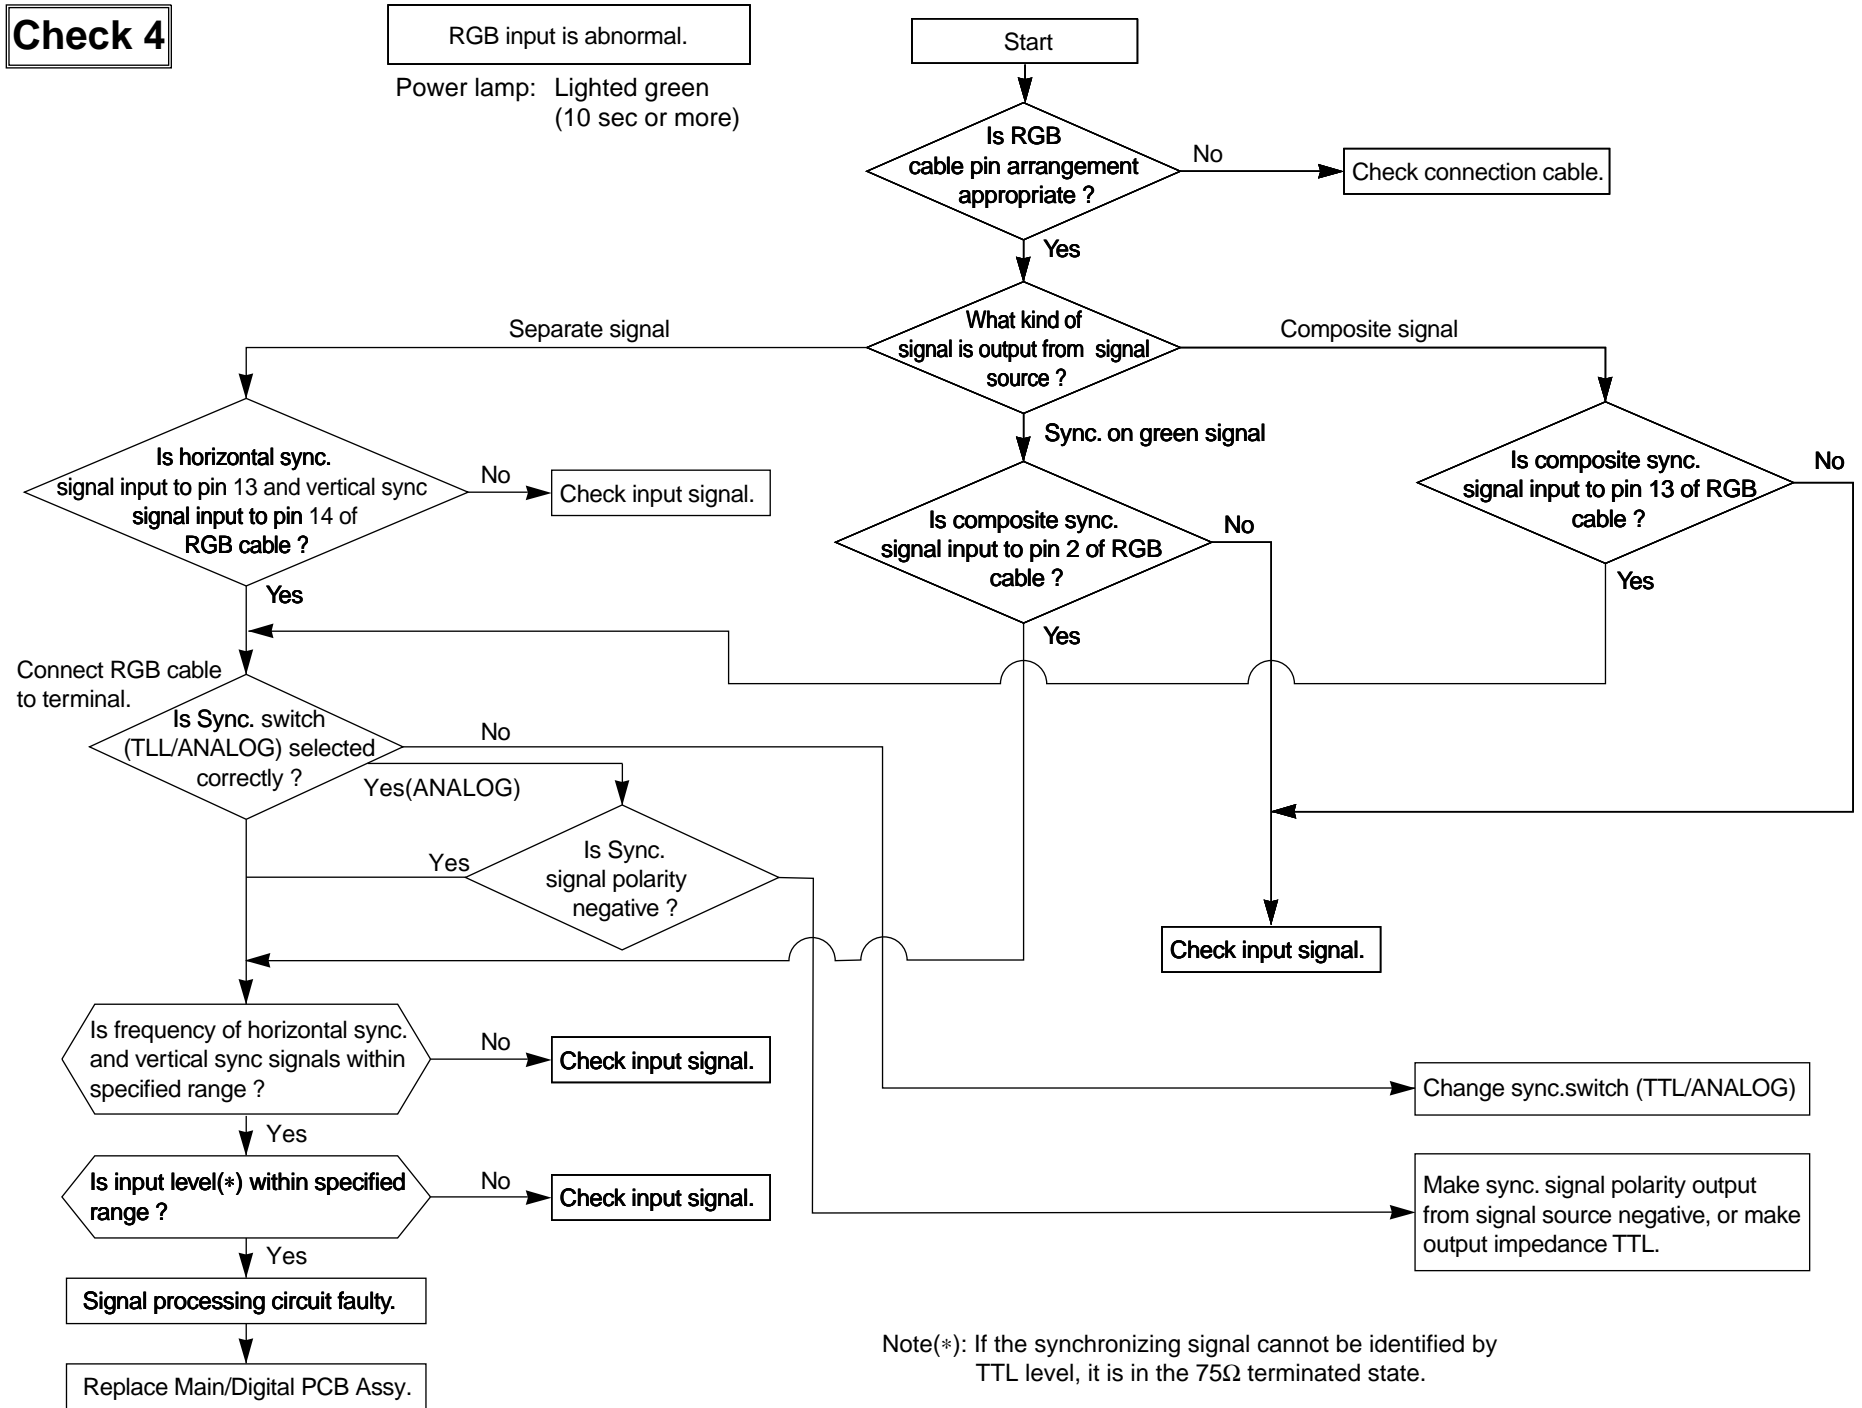 Check 4
RGB input is abnormal.
Power lamp: Lighted green
(10 sec or more)
Start
Is RGB
cable pin arrangement
appropriate ?
No
Check connection cable.
Yes
What kind of
signal is output from signal
source ?
Separate signal
Composite signal
Sync. on green signal
Is horizontal sync.
signal input to pin 13 and vertical sync
signal input to pin 14 of
RGB cable ?
No
Check input signal.
Yes
Is composite sync.
signal input to pin 2 of RGB
cable ?
No
Yes
Is composite sync.
signal input to pin 13 of RGB
cable ?
No
Yes
Connect RGB cable
to terminal.
Is Sync. switch
(TLL/ANALOG) selected
correctly ?
No
Yes(ANALOG)
Is Sync.
signal polarity
negative ?
Yes
Check input signal.
Is frequency of horizontal sync.
and vertical sync signals within
specified range ?
No
Check input signal.
Yes
Change sync.switch (TTL/ANALOG)
Is input level(*) within specified
range ?
No
Check input signal.
Yes
Make sync. signal polarity output
from signal source negative, or make
output impedance TTL.
Signal processing circuit faulty.
Replace Main/Digital PCB Assy.
Note(*): If the synchronizing signal cannot be identified by
TTL level, it is in the 75Ω terminated state.